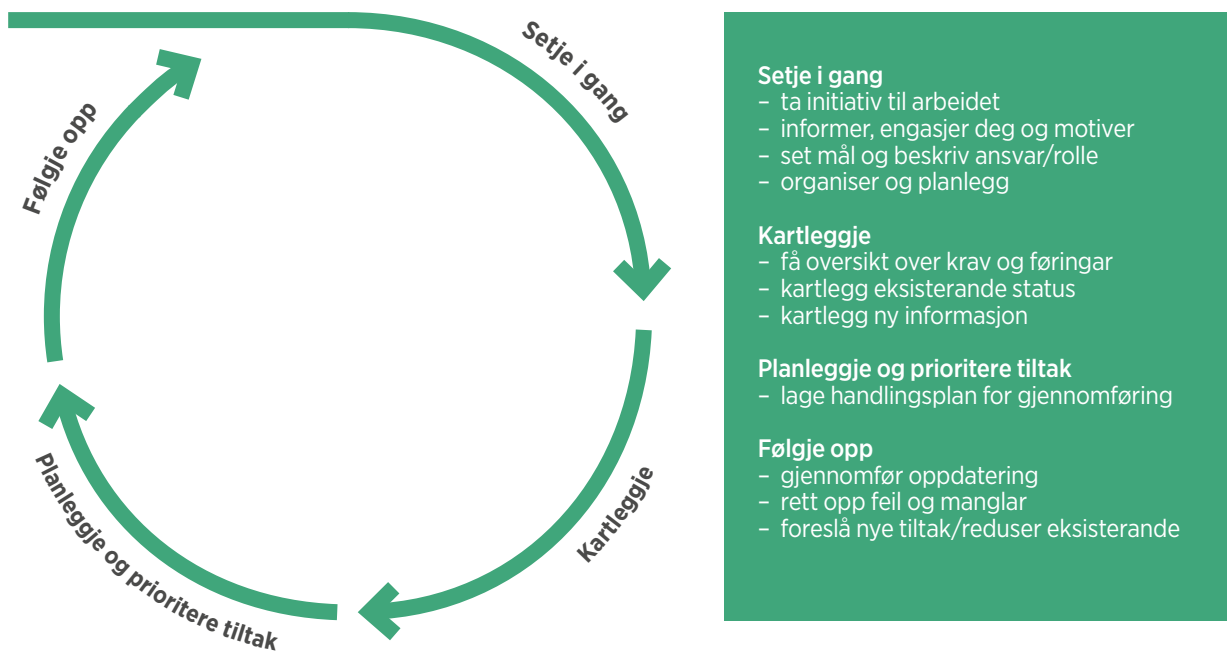 Setje i gang
Kartleggje
Planleggje og prioritere tiltak
Følgje opp
Setje i gang
– ta initiativ til arbeidet
– informer, engasjer deg og motiver
– set mål og beskriv ansvar/rolle
– organiser og planlegg
Kartleggje
– få oversikt over krav og føringar
– kartlegg eksisterande status
– kartlegg ny informasjon
Planleggje og prioritere tiltak
– lage handlingsplan for gjennomføring
Følgje opp
– gjennomfør oppdatering
– rett opp feil og manglar
– foreslå nye tiltak/reduser eksisterande